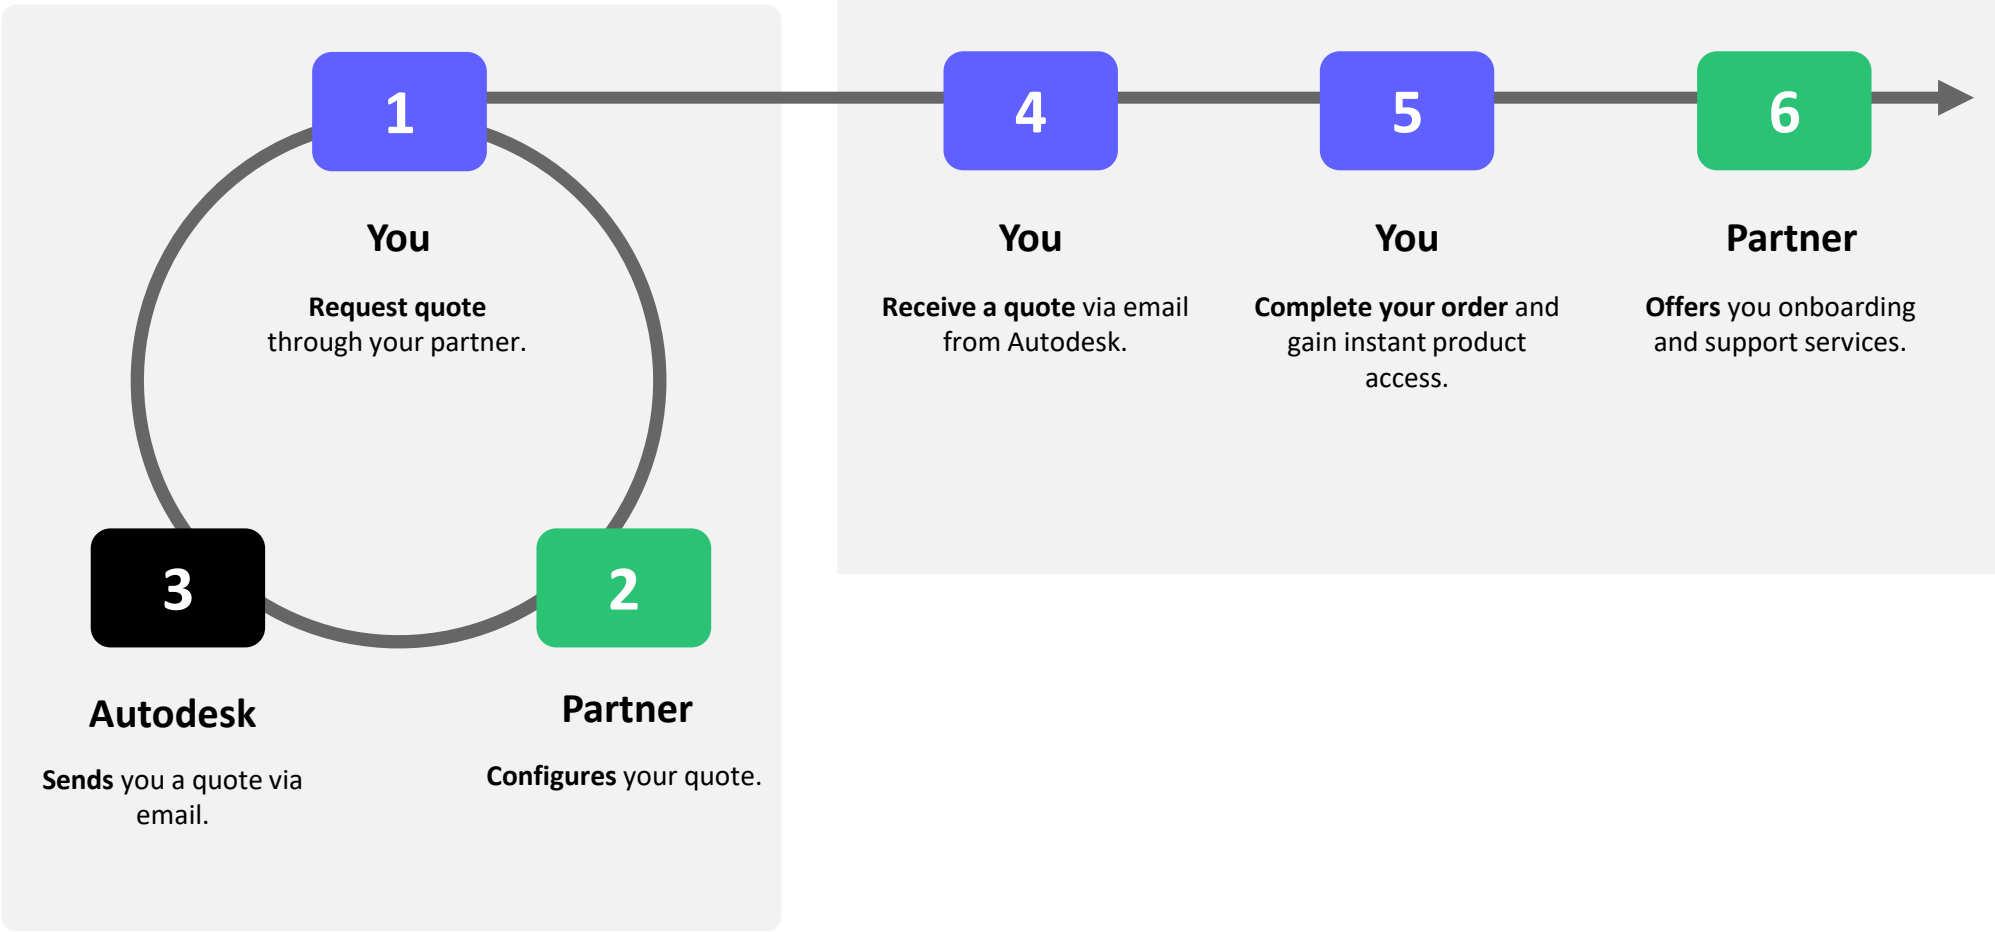 1
You
Request quote
through your partner.
3
Autodesk
Sends you a quote via
email.
2
Partner
Configures your quote.
4
You
Receive a quote via email
from Autodesk.
5
You
Complete your order and
gain instant product
access.
6
Partner
Offers you onboarding
and support services.